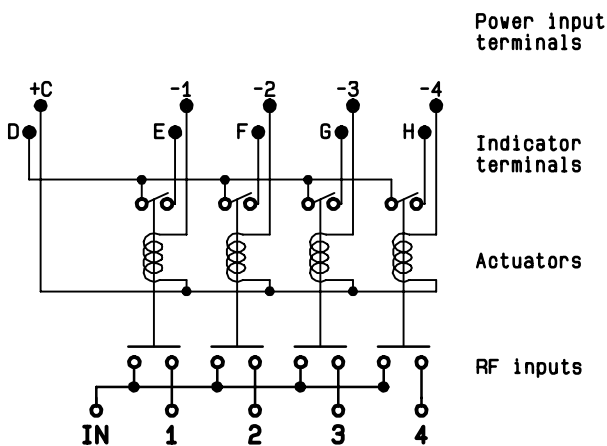 Power input
terminals
+C -1 -2 -3 -4
D E F G H
Indicator
terminals
Actuators
RF inputs
IN 1 2 3 4